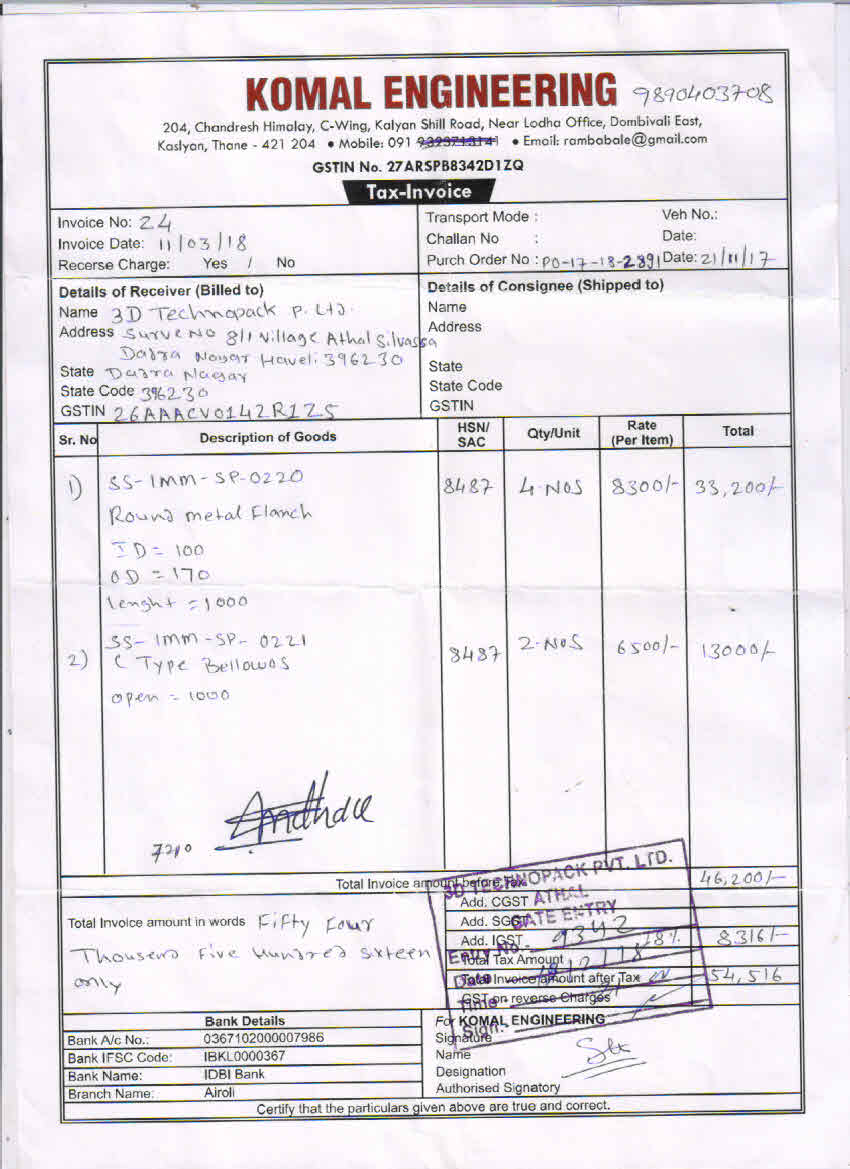 KOMAL ENGINEERING 9890403708
204, Chandresh Himalay, C-Wing, Kalyan Shill Road, Near Lodha Office, Dombivali East,
Kaslyan, Thane - 421 204 • Mobile: 091 • Email: rambabale@gmail.com
GSTIN No. 27ARSPB8342D1ZQ
Tax-Invoice
Invoice No: 24
Invoice Date: 11/03/18
Recerse Charge: Yes / No
Transport Mode : Veh No.:
Challan No : Date:
Purch Order No : PO-17-18-2891 Date: 21/11/17
Details of Receiver (Billed to)
Name 3D Technopack P. Ltd.
Address Surve No 8/1 Village Athal Silvassa
Dadra Nagar Haveli 396230
State Dadra Nagar
State Code 396230
GSTIN 26AAACV0142R1Z5
Details of Consignee (Shipped to)
Name
Address
State
State Code
GSTIN
Sr. No Description of Goods HSN/ SAC Qty/Unit Rate (Per Item) Total
1) SS-IMM-SP-0220 8487 4-NOS 8300/- 33,200/-
Round metal Flanch
ID = 100
OD = 170
lenght = 1000
2) SS-IMM-SP-0221 8487 2-NOS 6500/- 13000/-
C Type Bellowos
open = 1000
7210
Total Invoice amount before Tax 46,200/-
Add. CGST
Add. SGST
Add. IGST 18% 8316/-
Total Tax Amount
Total Invoice amount after Tax 54,516
GST on reverse Charges
3D TECHNOPACK PVT. LTD.
ATHAL
GATE ENTRY
Entry No. 9342
Date
Time
Sign.
Total Invoice amount in words Fifty Four
Thousend Five Hundred sixteen
only
Bank Details
Bank A/c No.: 0367102000007986
Bank IFSC Code: IBKL0000367
Bank Name: IDBI Bank
Branch Name: Airoli
For KOMAL ENGINEERING
Signature
Name
Designation
Authorised Signatory
Certify that the particulars given above are true and correct.